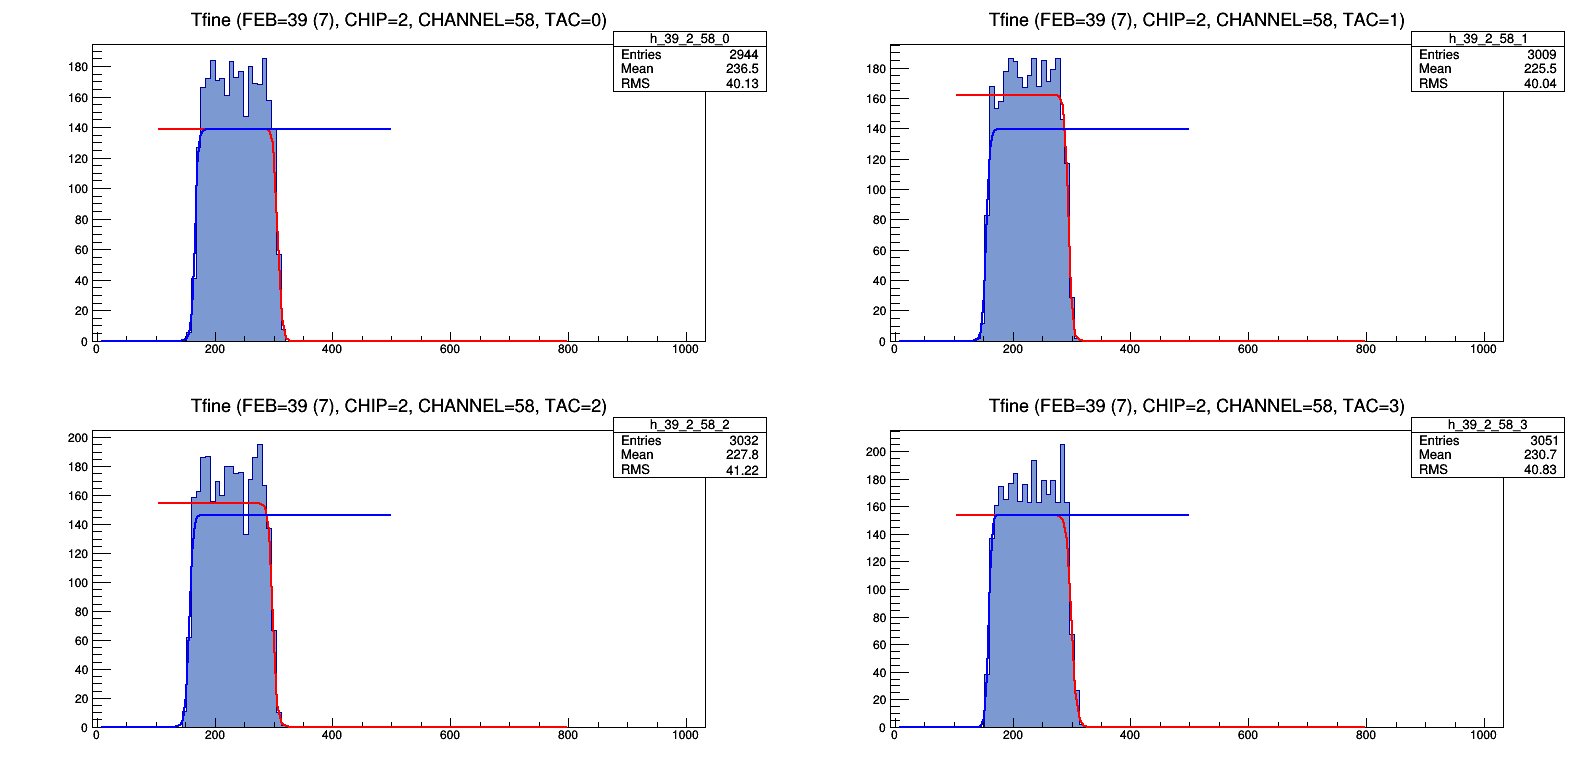 Tfine (FEB=39 (7), CHIP=2, CHANNEL=58, TAC=0)
h_39_2_58_0
Entries 2944
Mean 236.5
RMS 40.13
180
160
140
120
100
80
60
40
20
0
0 200 400 600 800 1000
Tfine (FEB=39 (7), CHIP=2, CHANNEL=58, TAC=1)
h_39_2_58_1
Entries 3009
Mean 225.5
RMS 40.04
180
160
140
120
100
80
60
40
20
0
0 200 400 600 800 1000
Tfine (FEB=39 (7), CHIP=2, CHANNEL=58, TAC=2)
h_39_2_58_2
Entries 3032
Mean 227.8
RMS 41.22
200
180
160
140
120
100
80
60
40
20
0
0 200 400 600 800 1000
Tfine (FEB=39 (7), CHIP=2, CHANNEL=58, TAC=3)
h_39_2_58_3
Entries 3051
Mean 230.7
RMS 40.83
200
180
160
140
120
100
80
60
40
20
0
0 200 400 600 800 1000